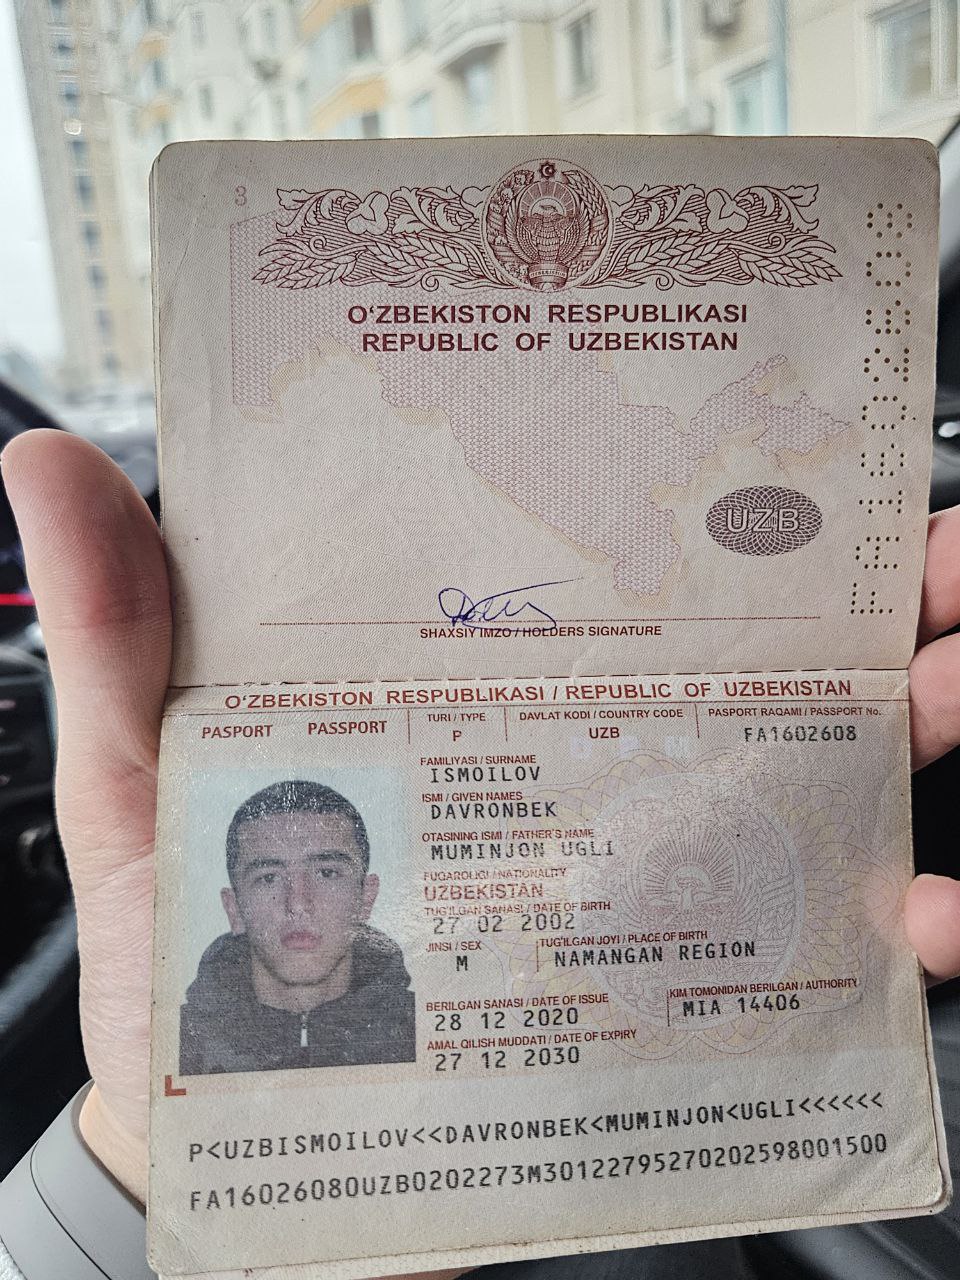 3
O‘ZBEKISTON RESPUBLIKASI
REPUBLIC OF UZBEKISTAN
UZB
FA1602608
SHAXSIY IMZO / HOLDERS SIGNATURE
O‘ZBEKISTON RESPUBLIKASI / REPUBLIC OF UZBEKISTAN
PASPORT PASSPORT
TURI / TYPE
P
DAVLAT KODI / COUNTRY CODE
UZB
PASPORT RAQAMI / PASSPORT No.
FA1602608
FAMILIYASI / SURNAME
ISMOILOV
ISMI / GIVEN NAMES
DAVRONBEK
OTASINING ISMI / FATHER'S NAME
MUMINJON UGLI
FUQAROLIGI / NATIONALITY
UZBEKISTAN
TUG'ILGAN SANASI / DATE OF BIRTH
27 02 2002
JINSI / SEX
M
TUG'ILGAN JOYI / PLACE OF BIRTH
NAMANGAN REGION
BERILGAN SANASI / DATE OF ISSUE
28 12 2020
KIM TOMONIDAN BERILGAN / AUTHORITY
MIA 14406
AMAL QILISH MUDDATI / DATE OF EXPIRY
27 12 2030
P<UZBISMOILOV<<DAVRONBEK<MUMINJON<UGLI<<<<<<
FA16026080UZB0202273M30122795270202598001500